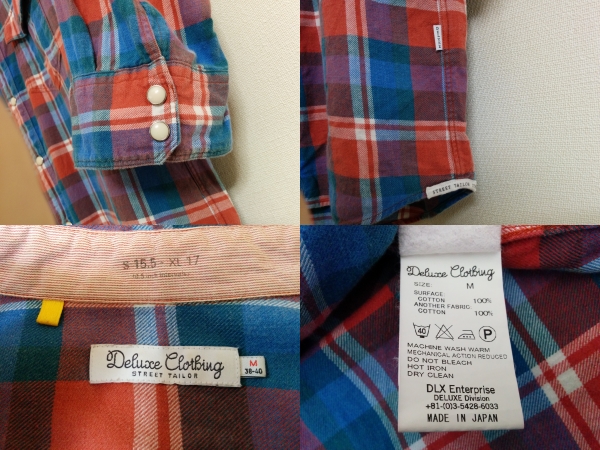 STREET TAILOR
S 15.5 - XL 17
Deluxe Clothing
STREET TAILOR
M
38-40
Deluxe Clothing
SIZE: M
SURFACE:
COTTON 100%
ANOTHER FABRIC:
COTTON 100%
40
P
MACHINE WASH WARM
MECHANICAL ACTION REDUCED
DO NOT BLEACH
HOT IRON
DRY CLEAN
DLX Enterprise
DELUXE Division
+81-(0)3-5428-6033
MADE IN JAPAN